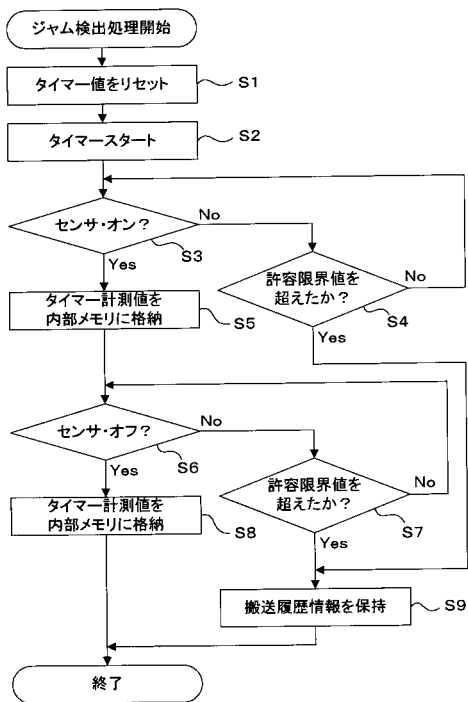 ジャム検出処理開始
タイマー値をリセット
S1
タイマースタート
S2
センサ・オン?
No
S3
Yes
許容限界値を
超えたか?
No
S4
Yes
タイマー計測値を
内部メモリに格納
S5
センサ・オフ?
No
S6
Yes
許容限界値を
超えたか?
No
S7
Yes
タイマー計測値を
内部メモリに格納
S8
搬送履歴情報を保持
S9
終了